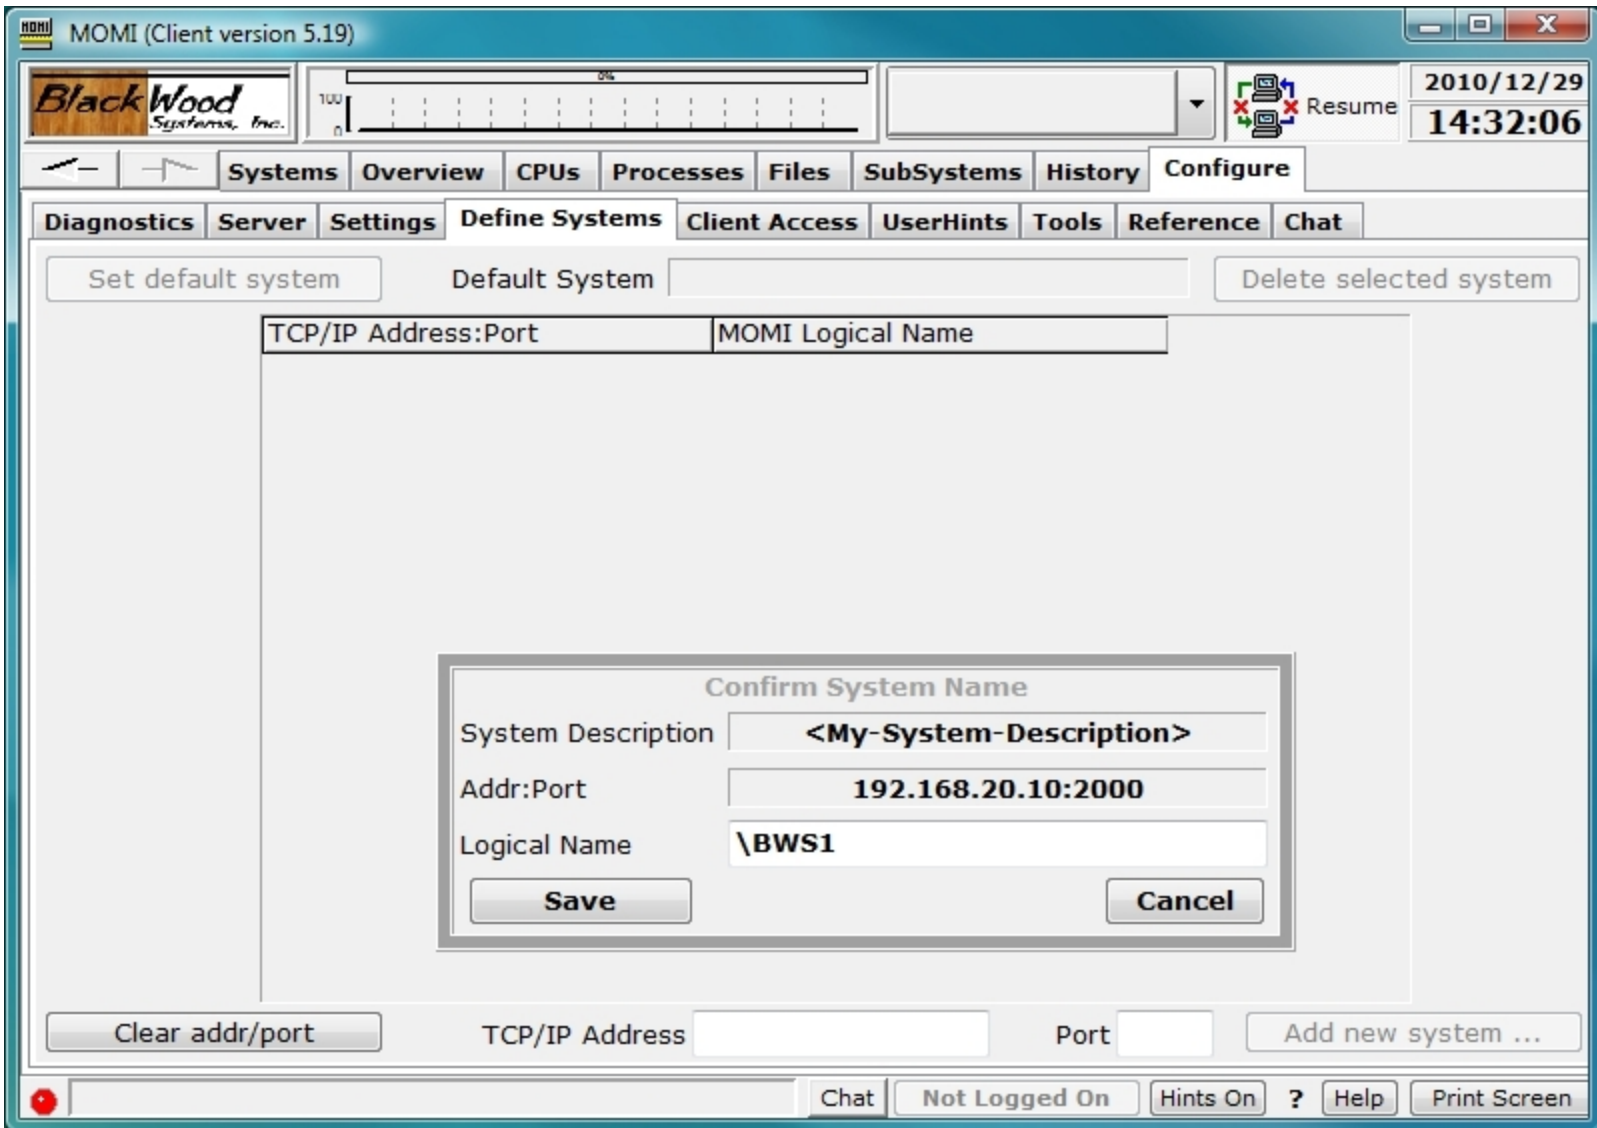 MOMI
MOMI (Client version 5.19)
BlackWood
Systems, Inc.
0%
100
0
Resume
2010/12/29
14:32:06
Systems Overview CPUs Processes Files SubSystems History Configure
Diagnostics Server Settings Define Systems Client Access UserHints Tools Reference Chat
Set default system Default System Delete selected system
TCP/IP Address:Port MOMI Logical Name
Confirm System Name
System Description <My-System-Description>
Addr:Port 192.168.20.10:2000
Logical Name \BWS1
Save Cancel
Clear addr/port TCP/IP Address Port Add new system ...
Chat Not Logged On Hints On ? Help Print Screen